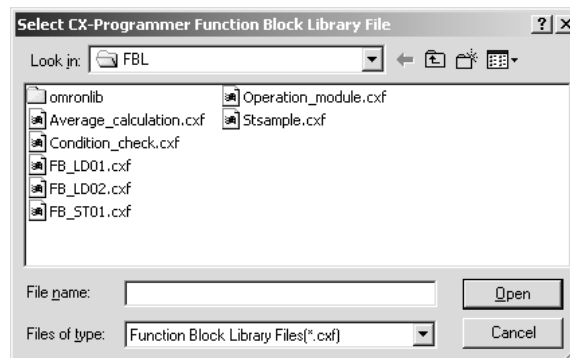 Select CX-Programmer Function Block Library File
Look in: FBL
omronlib
Average_calculation.cxf
Condition_check.cxf
FB_LD01.cxf
FB_LD02.cxf
FB_ST01.cxf
Operation_module.cxf
Stsample.cxf
File name:
Open
Files of type: Function Block Library Files(*.cxf)
Cancel